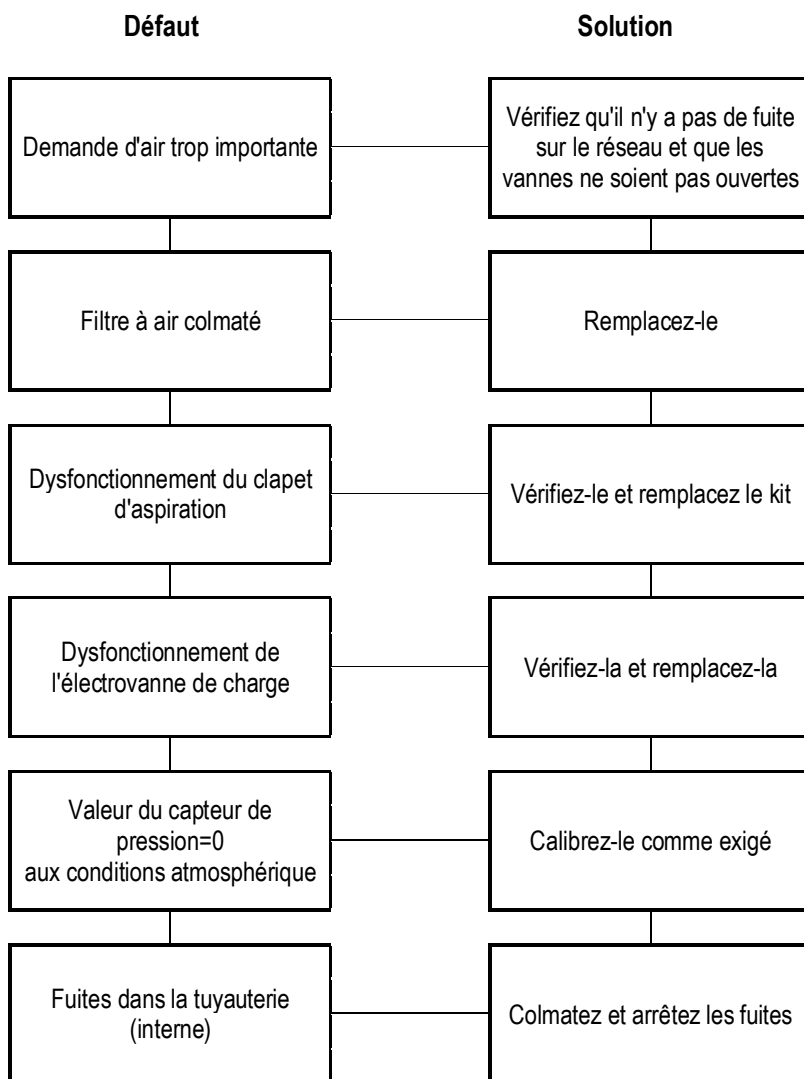 Défaut
Solution
Demande d'air trop importante
Vérifiez qu'il n'y a pas de fuite
sur le réseau et que les
vannes ne soient pas ouvertes
Filtre à air colmaté
Remplacez-le
Dysfonctionnement du clapet
d'aspiration
Vérifiez-le et remplacez le kit
Dysfonctionnement de
l'électrovanne de charge
Vérifiez-la et remplacez-la
Valeur du capteur de
pression=0
aux conditions atmosphérique
Calibrez-le comme exigé
Fuites dans la tuyauterie
(interne)
Colmatez et arrêtez les fuites